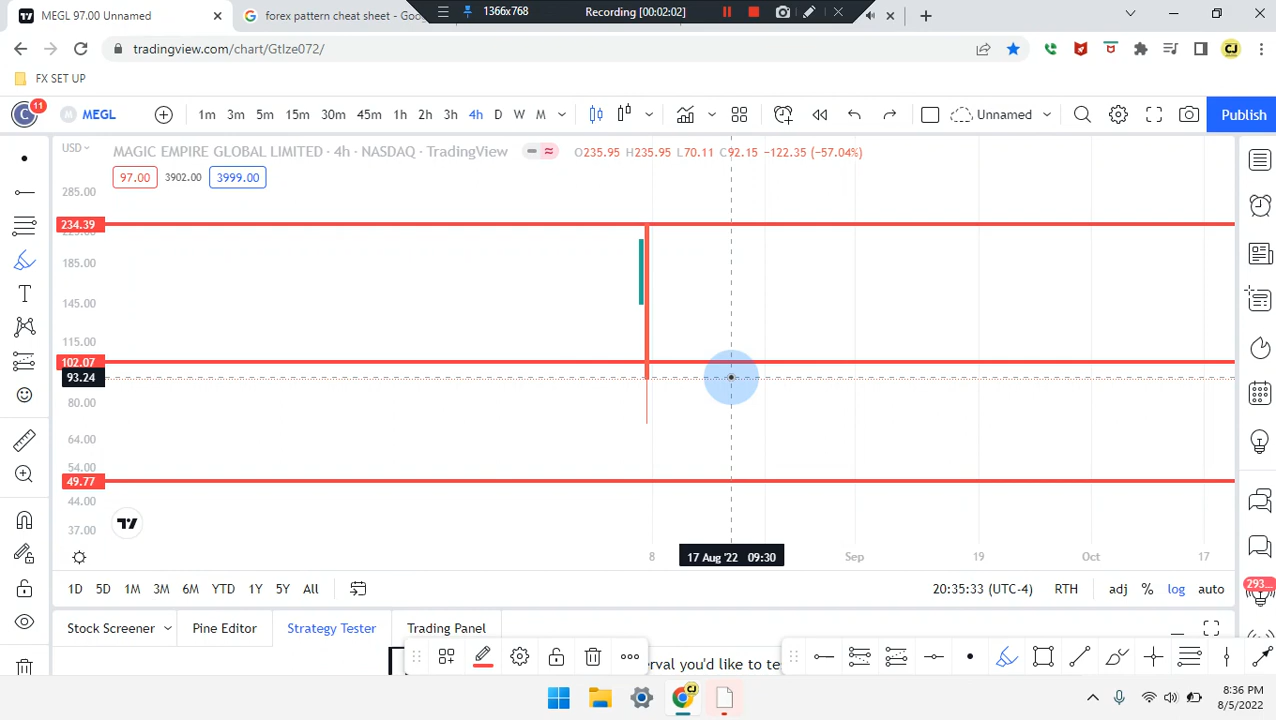 MEGL 97.00 Unnamed
forex pattern cheat sheet - Goo
1366x768
Recording [00:02:02]
tradingview.com/chart/GtIze072/
CJ
FX SET UP
C
11
M
MEGL
1m 3m 5m 15m 30m 45m 1h 2h 3h 4h D W M
Unnamed
Publish
USD
M
MAGIC EMPIRE GLOBAL LIMITED · 4h · NASDAQ · TradingView
O235.95 H235.95 L70.11 C92.15 −122.35 (−57.04%)
97.00
3902.00
3999.00
285.00
234.39
185.00
145.00
115.00
102.07
93.24
80.00
64.00
54.00
49.77
44.00
37.00
8
17 Aug '22 09:30
Sep
19
Oct
17
1D 5D 1M 3M 6M YTD 1Y 5Y All
20:35:33 (UTC-4)
RTH
adj
%
log
auto
293...
Stock Screener
Pine Editor
Strategy Tester
Trading Panel
erval you'd like to te
CJ
8:36 PM
8/5/2022